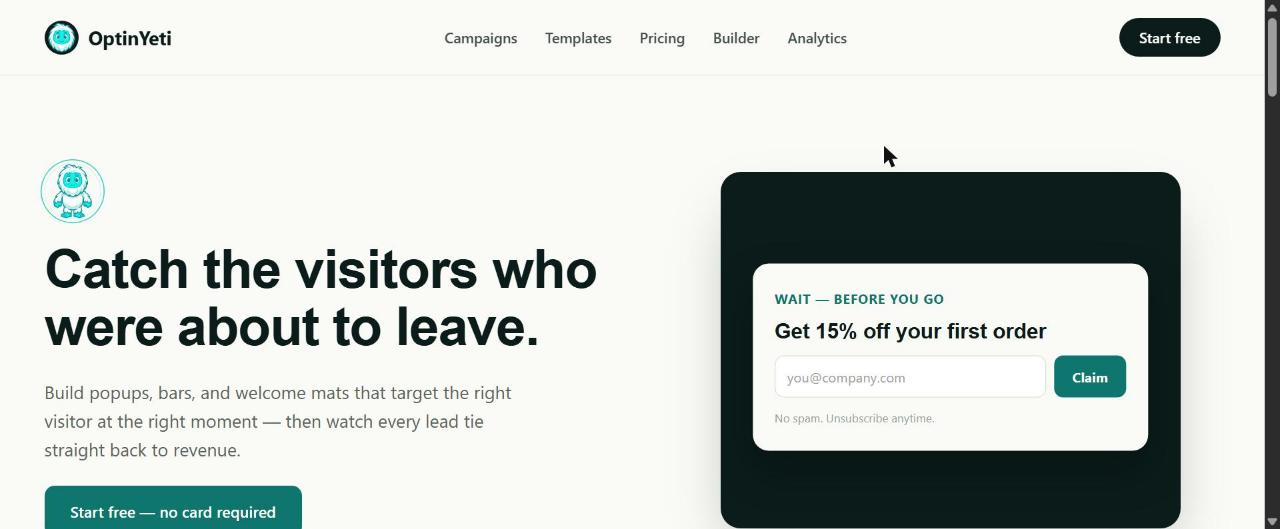 OptinYeti
Campaigns
Templates
Pricing
Builder
Analytics
Start free
Catch the visitors who
were about to leave.
Build popups, bars, and welcome mats that target the right
visitor at the right moment — then watch every lead tie
straight back to revenue.
Start free — no card required
WAIT — BEFORE YOU GO
Get 15% off your first order
you@company.com
Claim
No spam. Unsubscribe anytime.